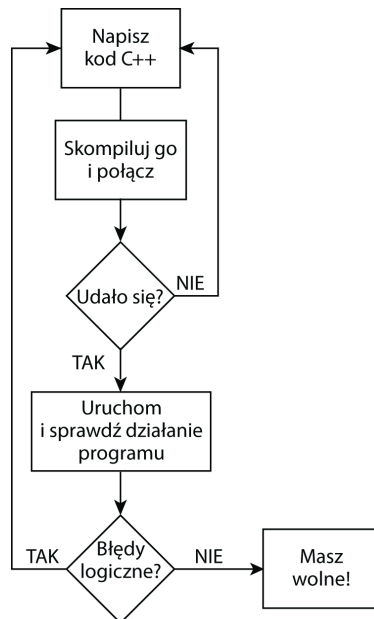 Napisz
kod C++
Skompiluj go
i połącz
Udało się?
NIE
TAK
Uruchom
i sprawdź działanie
programu
Błędy
logiczne?
TAK
NIE
Masz
wolne!